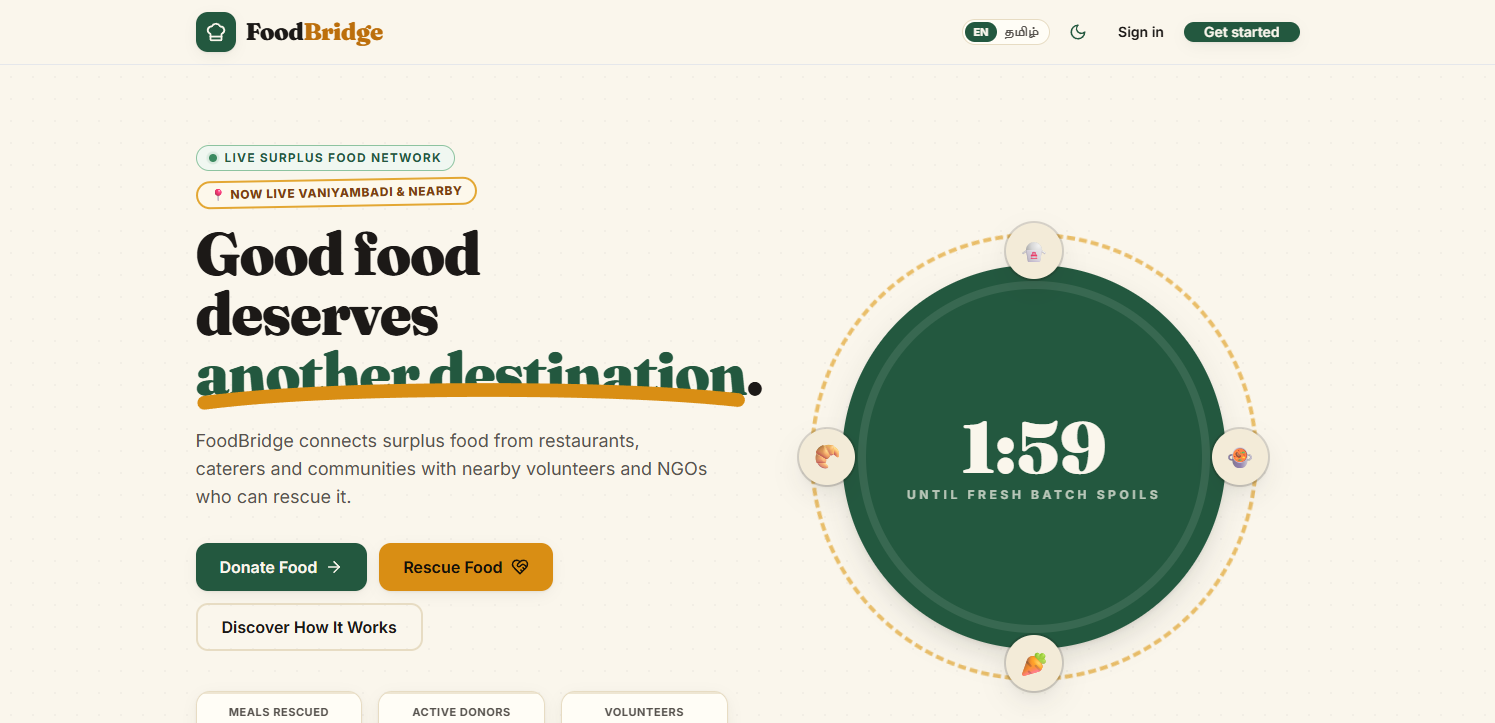 FoodBridge
EN தமிழ்
Sign in
Get started
LIVE SURPLUS FOOD NETWORK
NOW LIVE VANIYAMBADI & NEARBY
Good food
deserves
another destination.
FoodBridge connects surplus food from restaurants,
caterers and communities with nearby volunteers and NGOs
who can rescue it.
Donate Food →
Rescue Food
Discover How It Works
MEALS RESCUED
ACTIVE DONORS
VOLUNTEERS
1:59
UNTIL FRESH BATCH SPOILS